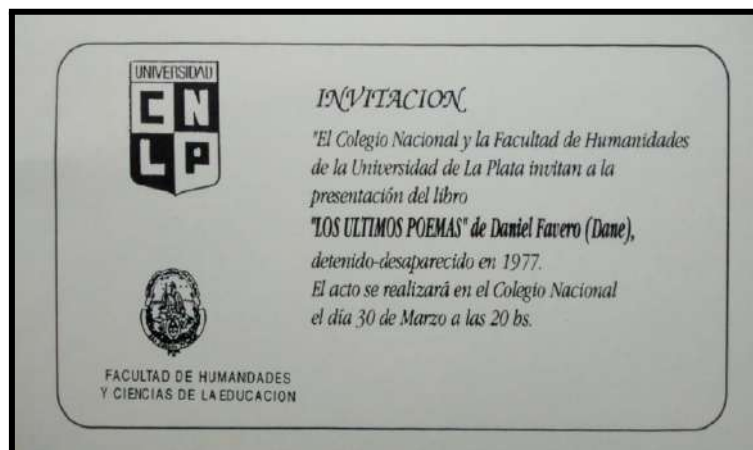 UNIVERSIDAD
CN
LP
INVITACION
"El Colegio Nacional y la Facultad de Humanidades
de la Universidad de La Plata invitan a la
presentación del libro
"LOS ULTIMOS POEMAS" de Daniel Favero (Dane),
detenido-desaparecido en 1977.
El acto se realizará en el Colegio Nacional
el día 30 de Marzo a las 20 hs.
FACULTAD DE HUMANDADES
Y CIENCIAS DE LA EDUCACION